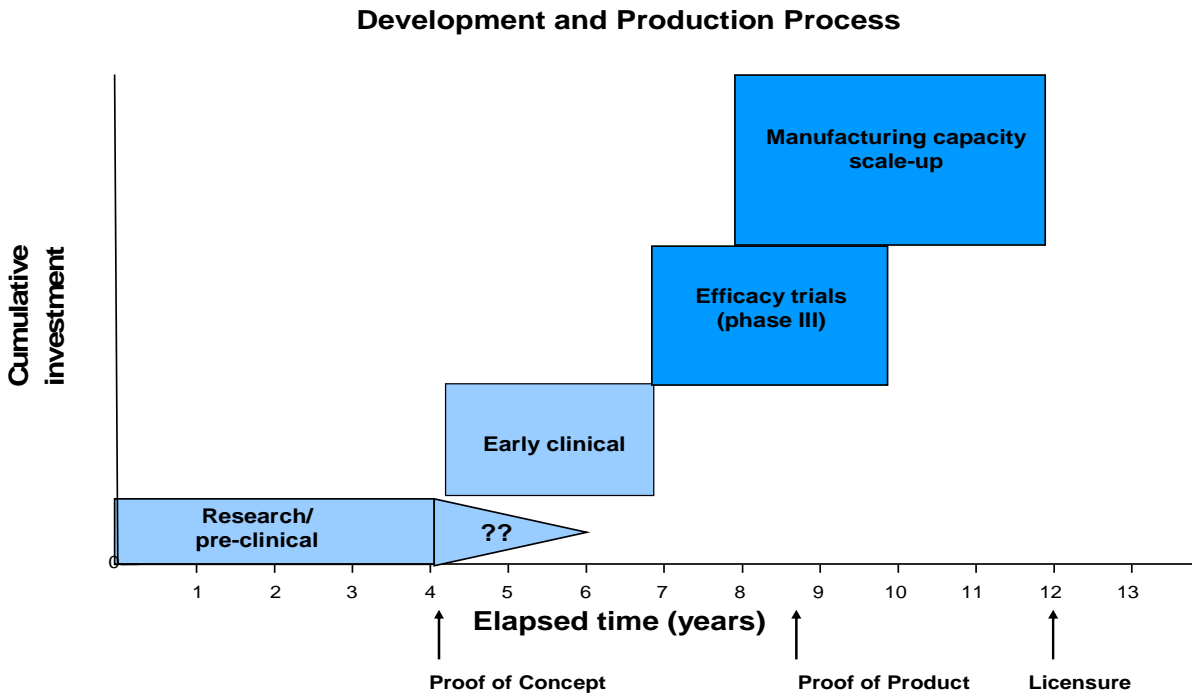 Development and Production Process
Manufacturing capacity
scale-up
Efficacy trials
(phase III)
Cumulative
investment
Early clinical
Research/
pre-clinical
??
0
1 2 3 4 5 6 7 8 9 10 11 12 13
Elapsed time (years)
Proof of Concept Proof of Product Licensure